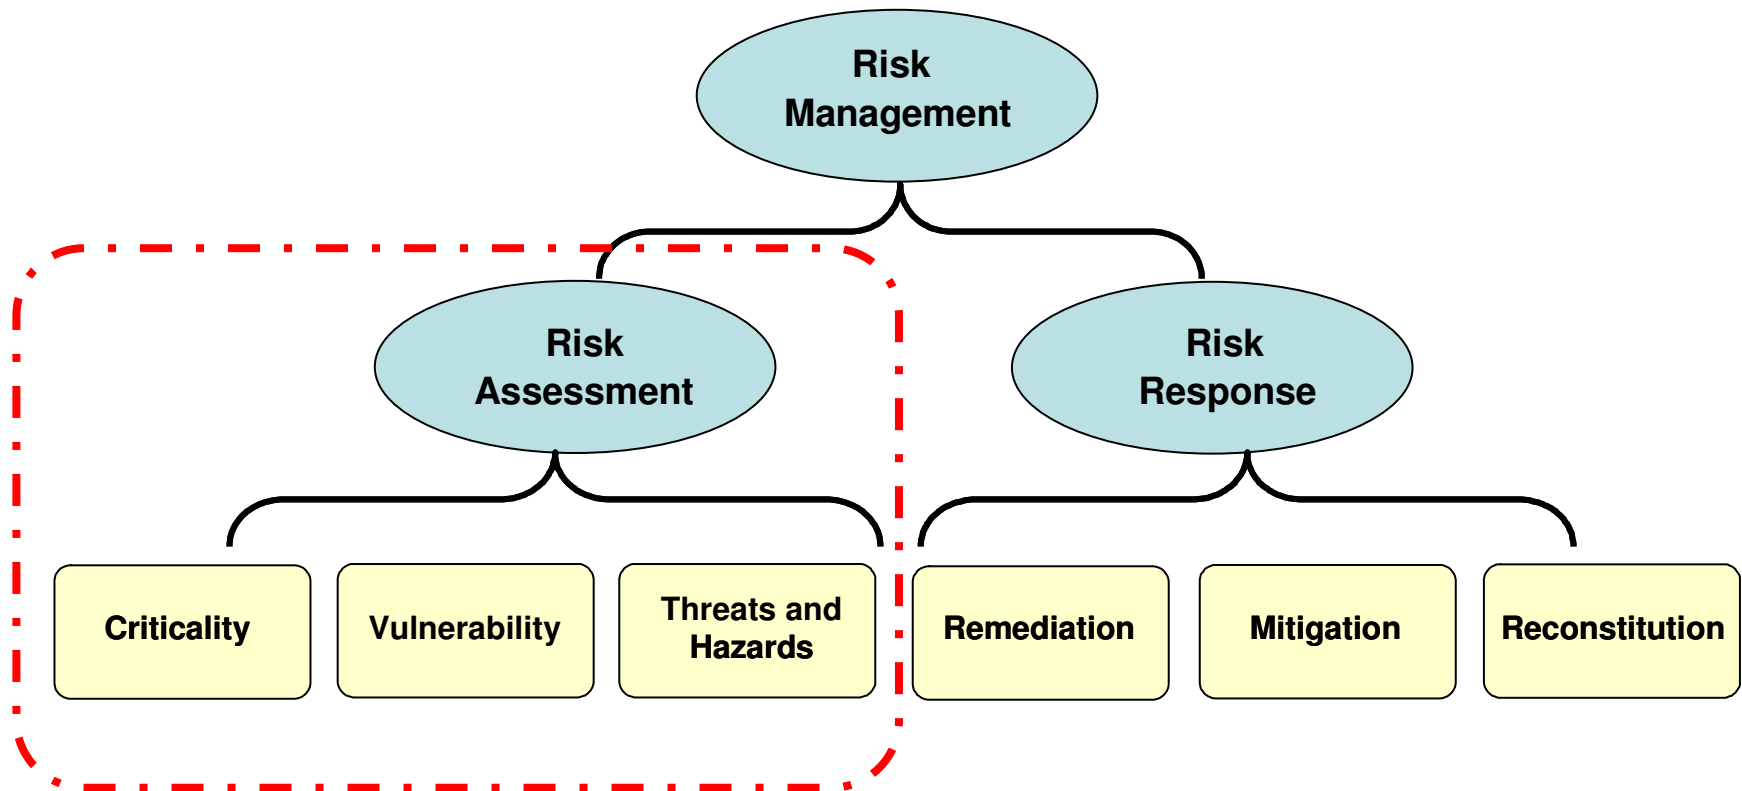 Risk
Management
Risk
Assessment
Risk
Response
Criticality
Vulnerability
Threats and
Hazards
Remediation
Mitigation
Reconstitution